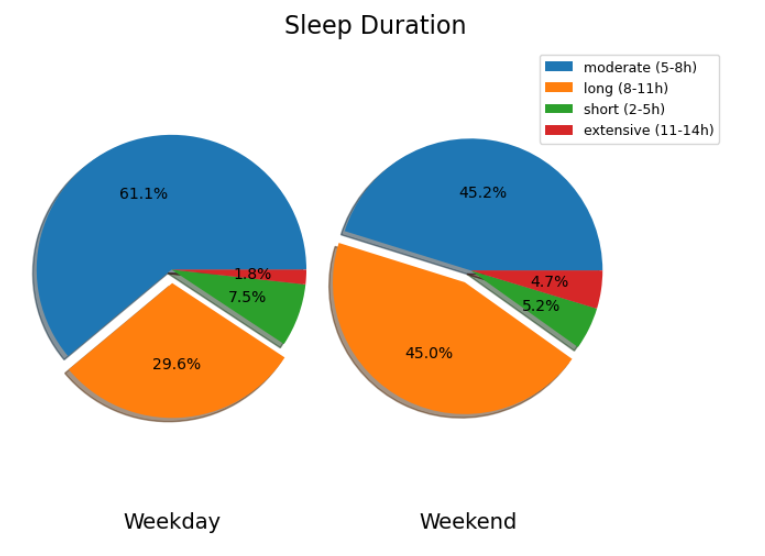 Sleep Duration
moderate (5-8h)
long (8-11h)
short (2-5h)
extensive (11-14h)
61.1%
1.8%
7.5%
29.6%
45.2%
4.7%
5.2%
45.0%
Weekday
Weekend